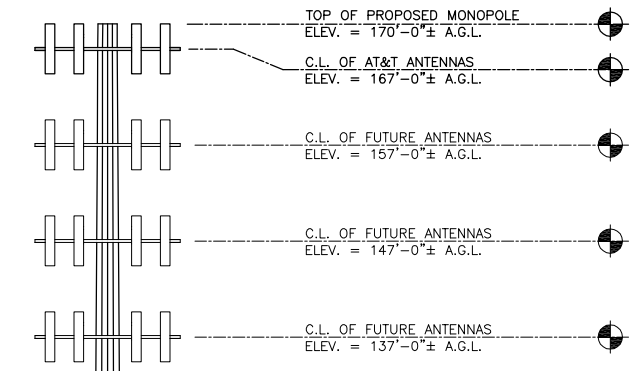 TOP OF PROPOSED MONOPOLE
ELEV. = 170'-0"± A.G.L.
C.L. OF AT&T ANTENNAS
ELEV. = 167'-0"± A.G.L.
C.L. OF FUTURE ANTENNAS
ELEV. = 157'-0"± A.G.L.
C.L. OF FUTURE ANTENNAS
ELEV. = 147'-0"± A.G.L.
C.L. OF FUTURE ANTENNAS
ELEV. = 137'-0"± A.G.L.